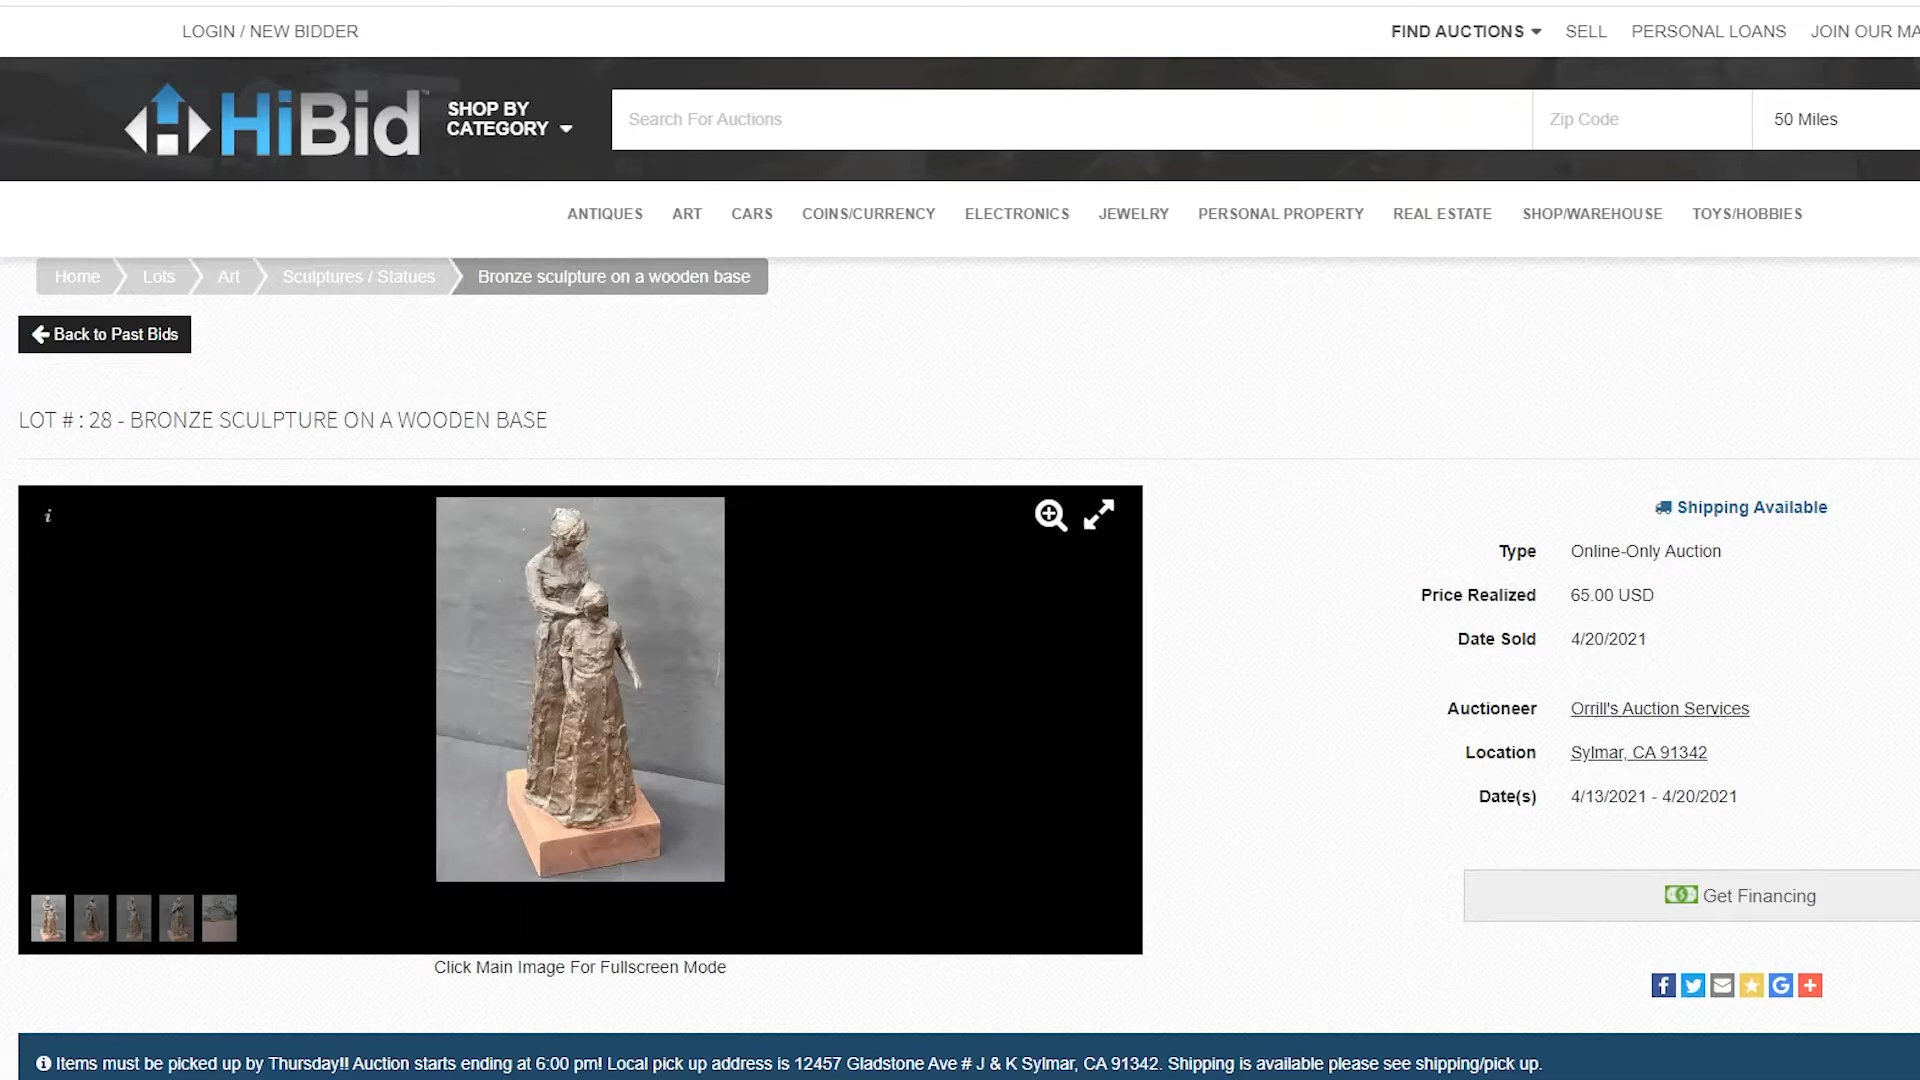 LOGIN / NEW BIDDER
FIND AUCTIONS SELL PERSONAL LOANS JOIN OUR MA
HiBid™
SHOP BY
CATEGORY
Search For Auctions
Zip Code
50 Miles
ANTIQUES ART CARS COINS/CURRENCY ELECTRONICS JEWELRY PERSONAL PROPERTY REAL ESTATE SHOP/WAREHOUSE TOYS/HOBBIES
Home Lots Art Sculptures / Statues Bronze sculpture on a wooden base
Back to Past Bids
LOT # : 28 - BRONZE SCULPTURE ON A WOODEN BASE
i
Shipping Available
Type Online-Only Auction
Price Realized 65.00 USD
Date Sold 4/20/2021
Auctioneer Orrill's Auction Services
Location Sylmar, CA 91342
Date(s) 4/13/2021 - 4/20/2021
Get Financing
Click Main Image For Fullscreen Mode
Items must be picked up by Thursday!! Auction starts ending at 6:00 pm! Local pick up address is 12457 Gladstone Ave # J & K Sylmar, CA 91342. Shipping is available please see shipping/pick up.